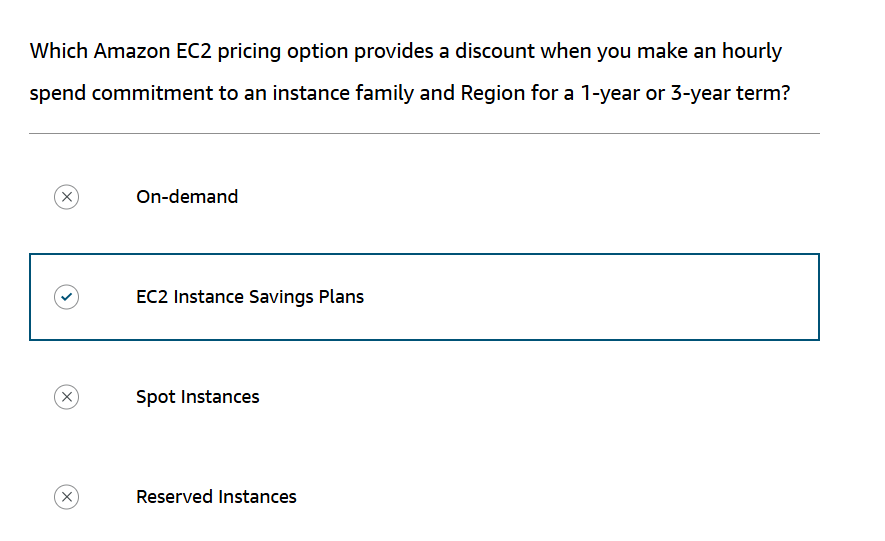 Which Amazon EC2 pricing option provides a discount when you make an hourly
spend commitment to an instance family and Region for a 1-year or 3-year term?
On-demand
EC2 Instance Savings Plans
Spot Instances
Reserved Instances